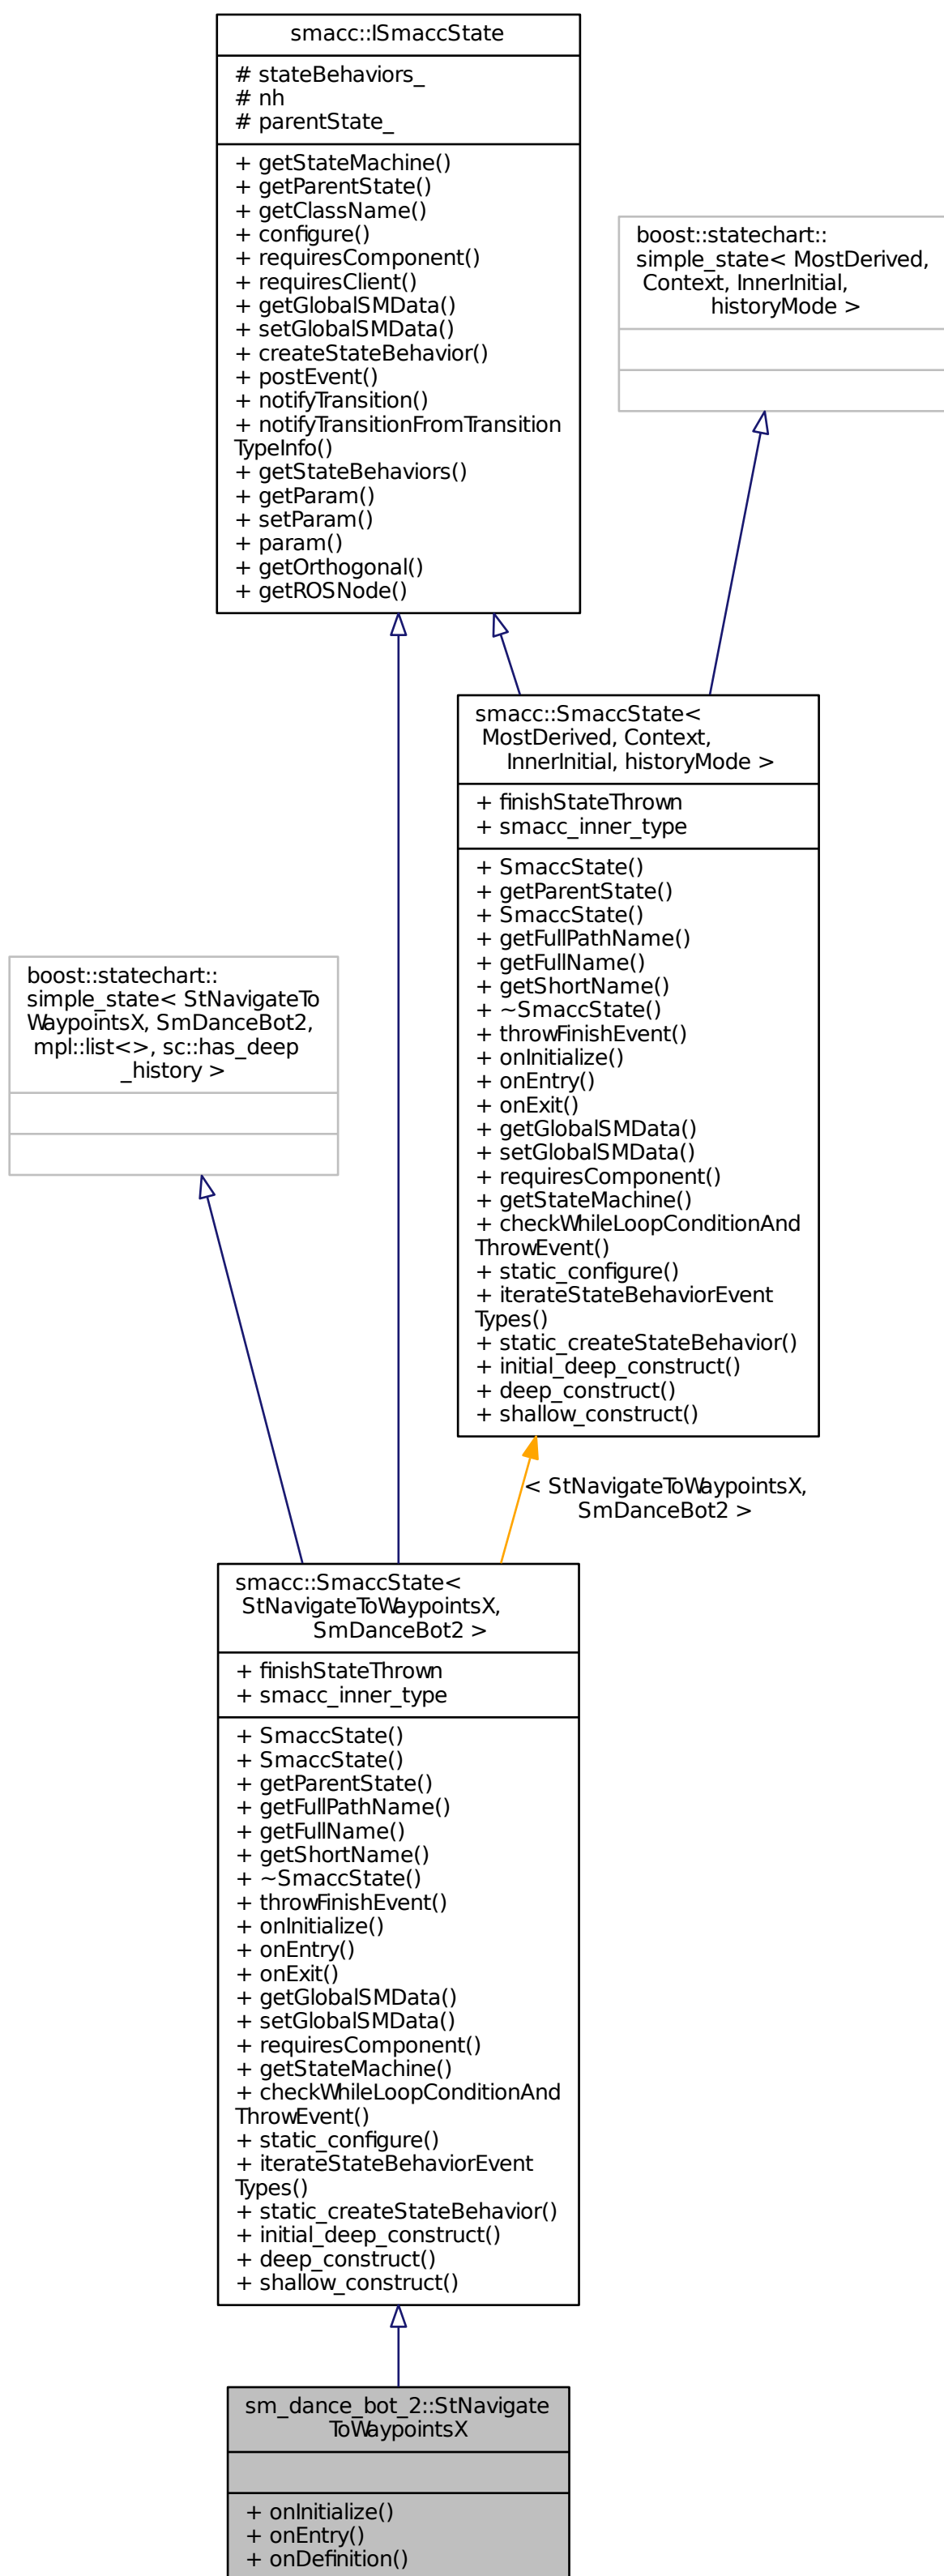 smacc::ISmaccState
# stateBehaviors_
# nh
# parentState_
+ getStateMachine()
+ getParentState()
+ getClassName()
+ configure()
+ requiresComponent()
+ requiresClient()
+ getGlobalSMData()
+ setGlobalSMData()
+ createStateBehavior()
+ postEvent()
+ notifyTransition()
+ notifyTransitionFromTransition
TypeInfo()
+ getStateBehaviors()
+ getParam()
+ setParam()
+ param()
+ getOrthogonal()
+ getROSNode()
boost::statechart::
simple_state< MostDerived,
Context, InnerInitial,
historyMode >
smacc::SmaccState<
MostDerived, Context,
InnerInitial, historyMode >
+ finishStateThrown
+ smacc_inner_type
+ SmaccState()
+ getParentState()
+ SmaccState()
+ getFullPathName()
+ getFullName()
+ getShortName()
+ ~SmaccState()
+ throwFinishEvent()
+ onInitialize()
+ onEntry()
+ onExit()
+ getGlobalSMData()
+ setGlobalSMData()
+ requiresComponent()
+ getStateMachine()
+ checkWhileLoopConditionAnd
ThrowEvent()
+ static_configure()
+ iterateStateBehaviorEvent
Types()
+ static_createStateBehavior()
+ initial_deep_construct()
+ deep_construct()
+ shallow_construct()
boost::statechart::
simple_state< StNavigateTo
WaypointsX, SmDanceBot2,
mpl::list<>, sc::has_deep
_history >
< StNavigateToWaypointsX,
SmDanceBot2 >
smacc::SmaccState<
StNavigateToWaypointsX,
SmDanceBot2 >
+ finishStateThrown
+ smacc_inner_type
+ SmaccState()
+ SmaccState()
+ getParentState()
+ getFullPathName()
+ getFullName()
+ getShortName()
+ ~SmaccState()
+ throwFinishEvent()
+ onInitialize()
+ onEntry()
+ onExit()
+ getGlobalSMData()
+ setGlobalSMData()
+ requiresComponent()
+ getStateMachine()
+ checkWhileLoopConditionAnd
ThrowEvent()
+ static_configure()
+ iterateStateBehaviorEvent
Types()
+ static_createStateBehavior()
+ initial_deep_construct()
+ deep_construct()
+ shallow_construct()
sm_dance_bot_2::StNavigate
ToWaypointsX
+ onInitialize()
+ onEntry()
+ onDefinition()